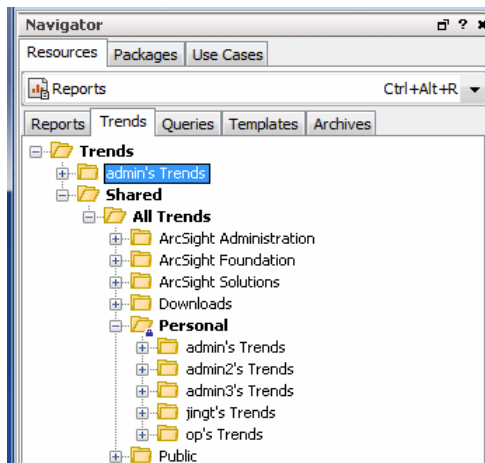 Navigator
Resources Packages Use Cases
Reports Ctrl+Alt+R
Reports Trends Queries Templates Archives
Trends
admin's Trends
Shared
All Trends
ArcSight Administration
ArcSight Foundation
ArcSight Solutions
Downloads
Personal
admin's Trends
admin2's Trends
admin3's Trends
jingt's Trends
op's Trends
Public